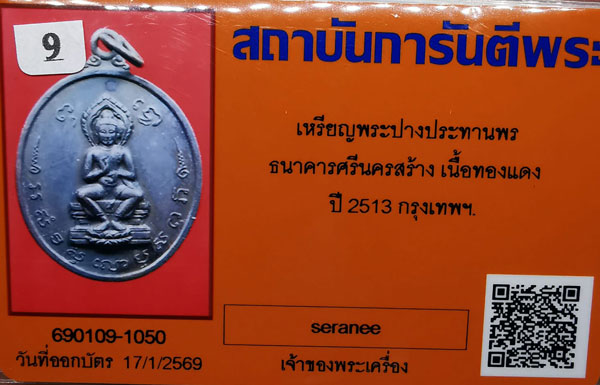 9
สถาบันการันตีพระ
เหรียญพระปางประทานพร
ธนาคารศรีนครสร้าง เนื้อทองแดง
ปี 2513 กรุงเทพฯ.
690109-1050
วันที่ออกบัตร 17/1/2569
seranee
เจ้าของพระเครื่อง